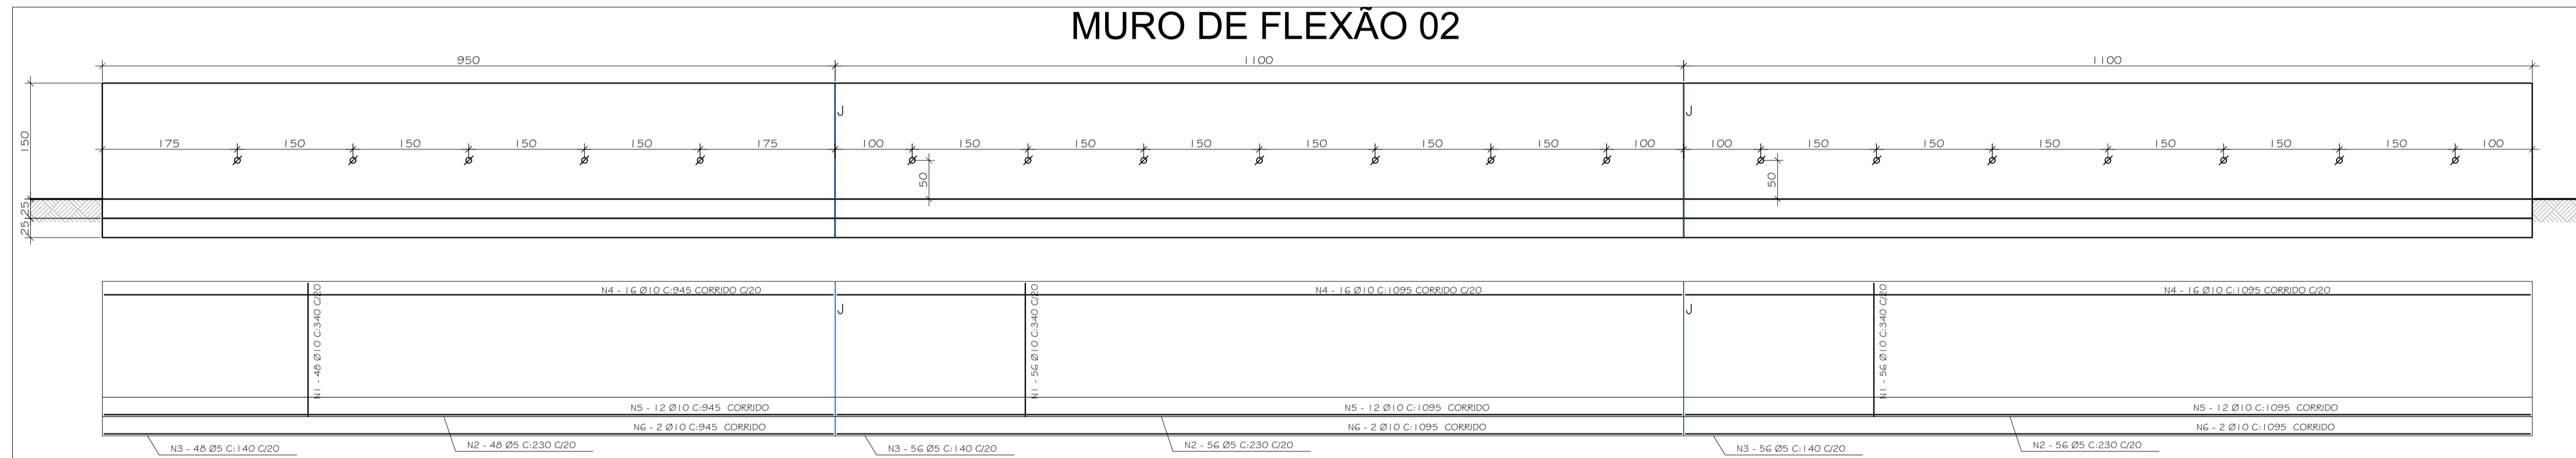 MURO DE FLEXÃO 02
950 1100 1100
J J
150
175 150 150 150 150 175 100 150 150 150 150 150 150 100 100 150 150 150 150 150 150 100
50 50
25
25
N4 - 16 Ø10 C:945 CORRIDO C/20 N4 - 16 Ø10 C:1095 CORRIDO C/20 N4 - 16 Ø10 C:1095 CORRIDO C/20
J J
N1 - 48 Ø10 C:340 C/20 N1 - 56 Ø10 C:340 C/20 N1 - 56 Ø10 C:340 C/20
N5 - 12 Ø10 C:945 CORRIDO N5 - 12 Ø10 C:1095 CORRIDO N5 - 12 Ø10 C:1095 CORRIDO
N6 - 2 Ø10 C:945 CORRIDO N6 - 2 Ø10 C:1095 CORRIDO N6 - 2 Ø10 C:1095 CORRIDO
N3 - 48 Ø5 C:140 C/20 N2 - 48 Ø5 C:230 C/20 N3 - 56 Ø5 C:140 C/20 N2 - 56 Ø5 C:230 C/20 N3 - 56 Ø5 C:140 C/20 N2 - 56 Ø5 C:230 C/20